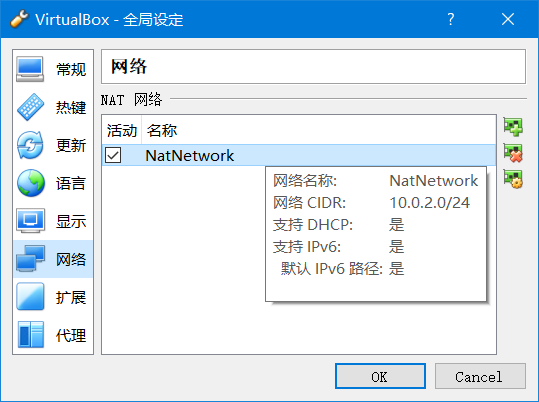 VirtualBox - 全局设定
?
常规
热键
更新
语言
显示
网络
扩展
代理
网络
NAT 网络
活动 名称
NatNetwork
网络名称: NatNetwork
网络 CIDR: 10.0.2.0/24
支持 DHCP: 是
支持 IPv6: 是
默认 IPv6 路径: 是
OK Cancel